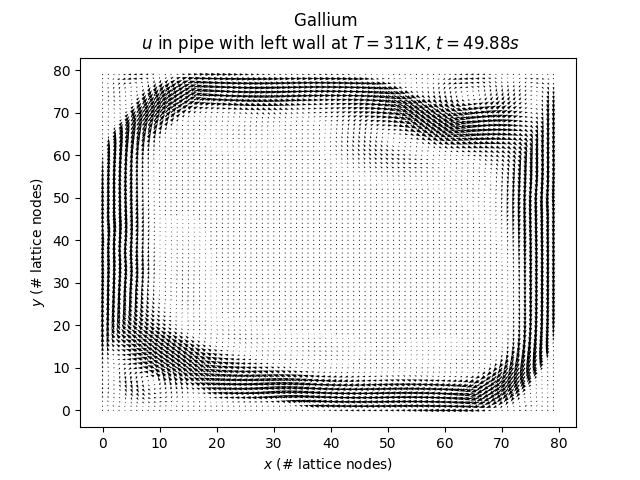 Gallium
u in pipe with left wall at T = 311K, t = 49.88s
80
70
60
50
40
30
20
10
0
y (# lattice nodes)
0 10 20 30 40 50 60 70 80
x (# lattice nodes)